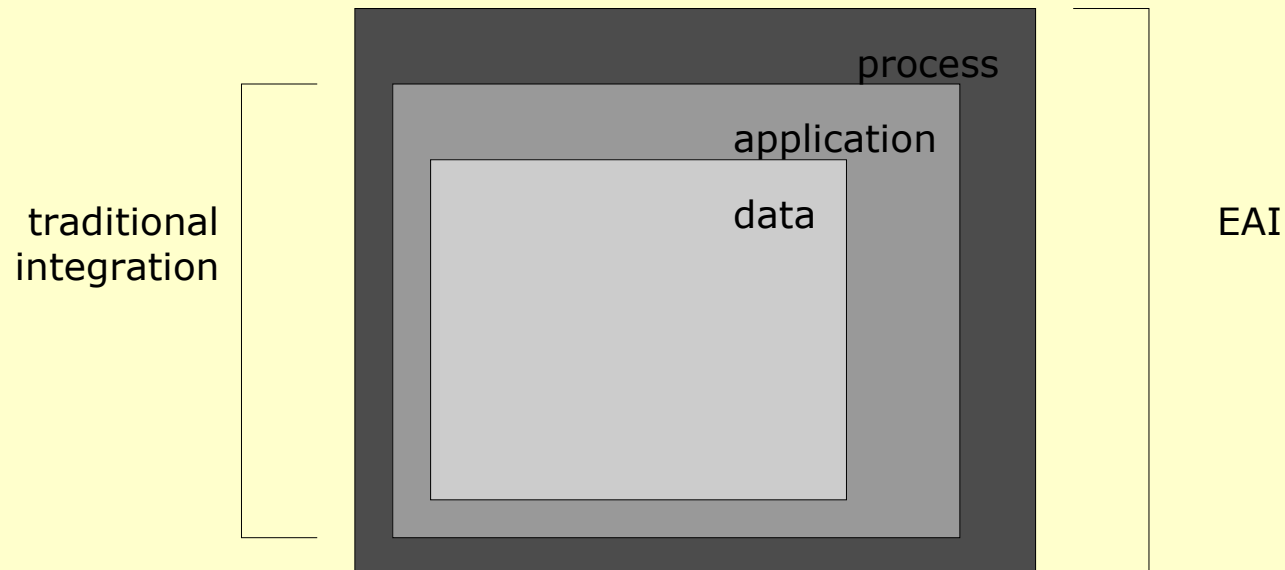 process
application
data
traditional
integration
EAI